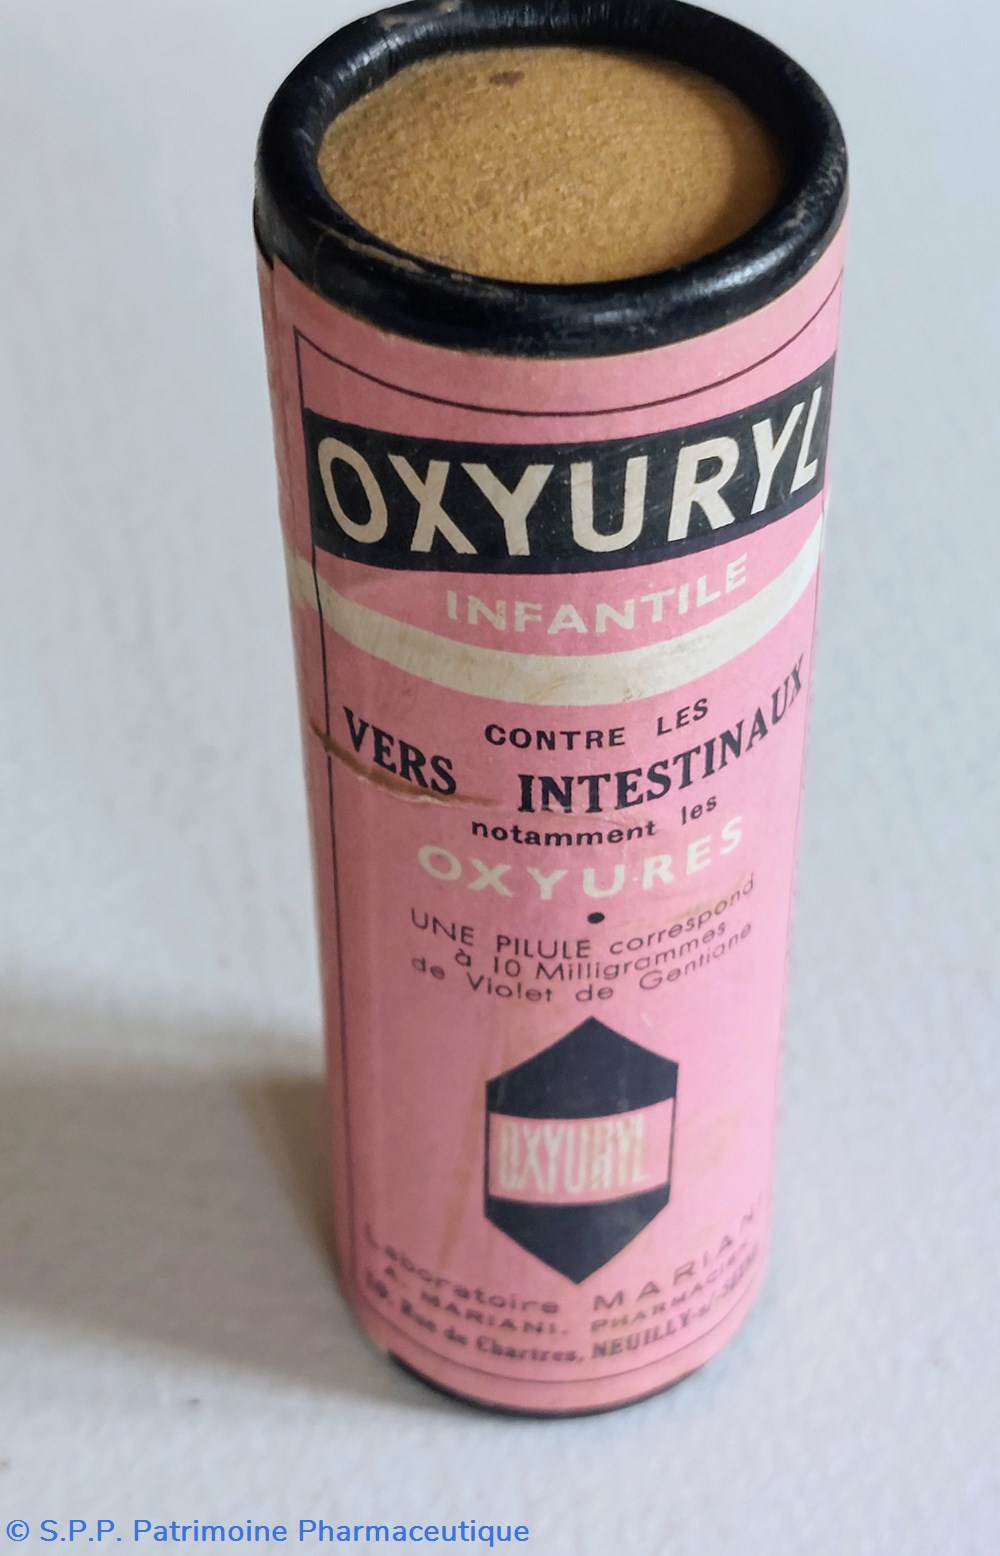 OXYURYL
INFANTILE
CONTRE LES
VERS INTESTINAUX
notamment les
OXYURES
UNE PILULE correspond
à 10 Milligrammes
de Violet de Gentiane
OXYURYL
Laboratoire MARIANI
A. MARIANI, PHARMACIEN
Rue de Chartres, NEUILLY-s/-SEINE
© S.P.P. Patrimoine Pharmaceutique